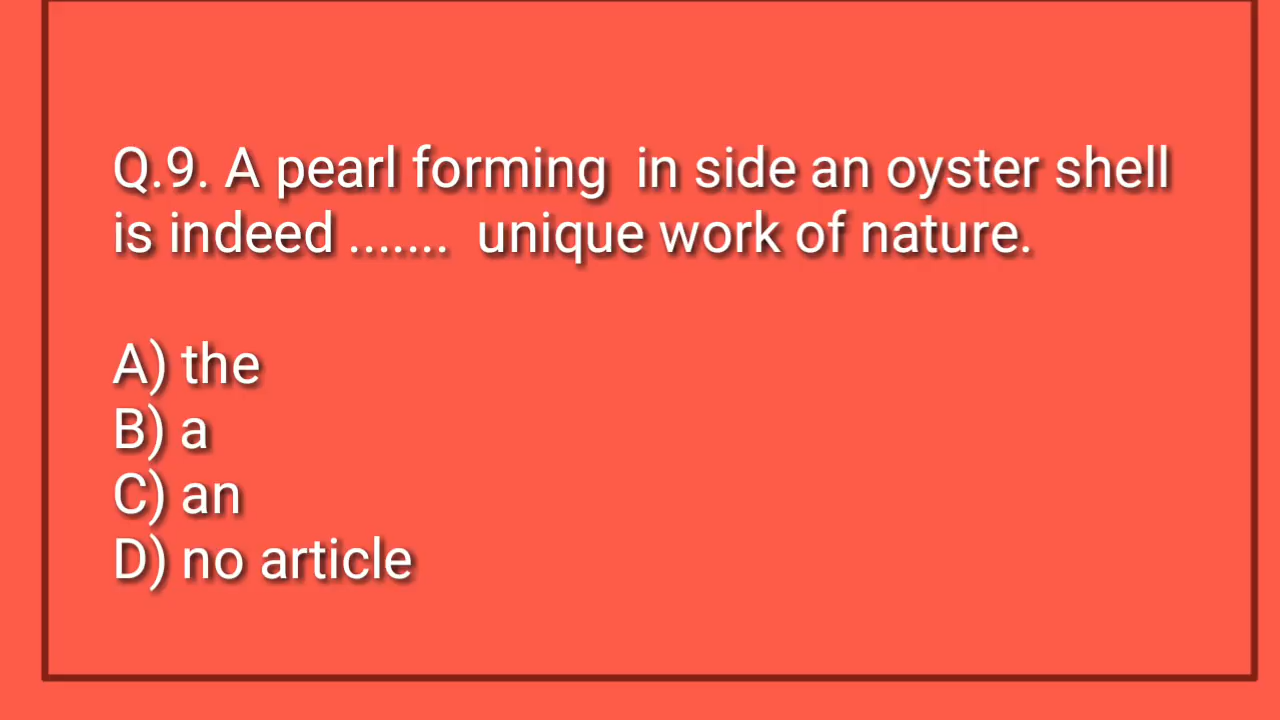 Q.9. A pearl forming  in side an oyster shell
is indeed .......  unique work of nature.
A) the
B) a
C) an
D) no article